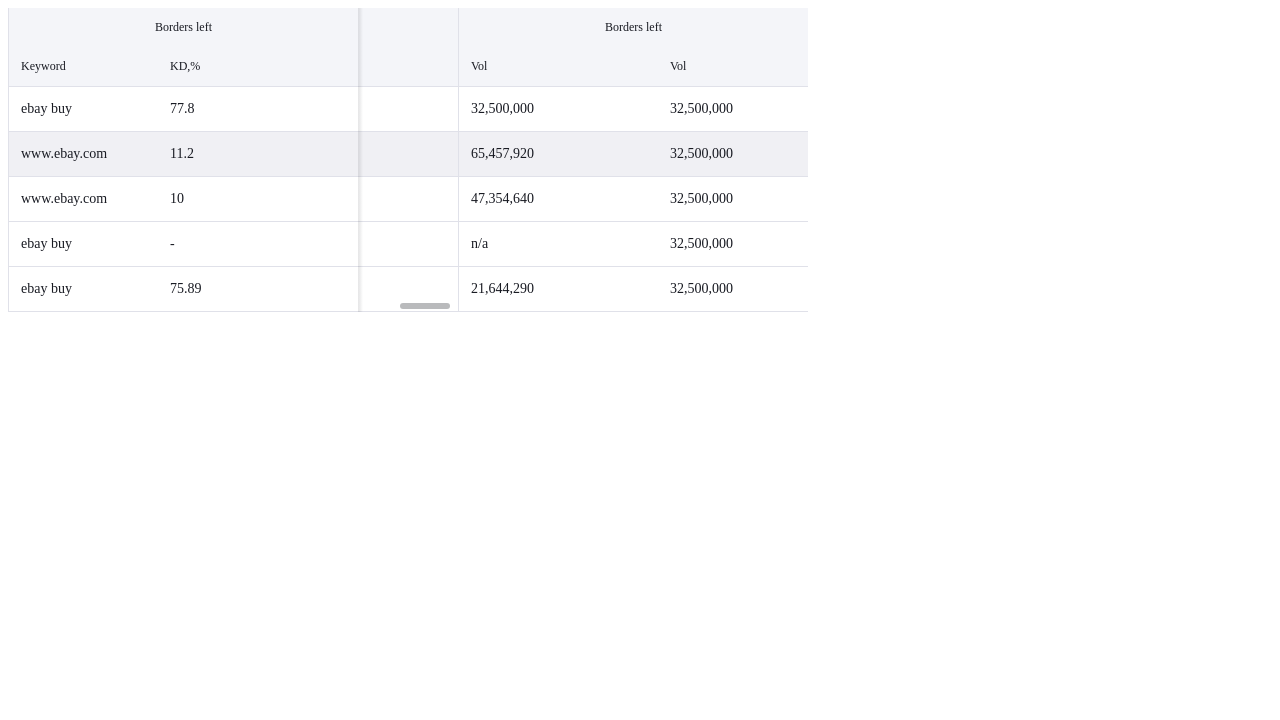 Borders left Borders left
Keyword KD,% Vol Vol
ebay buy 77.8 32,500,000 32,500,000
www.ebay.com 11.2 65,457,920 32,500,000
www.ebay.com 10 47,354,640 32,500,000
ebay buy - n/a 32,500,000
ebay buy 75.89 21,644,290 32,500,000